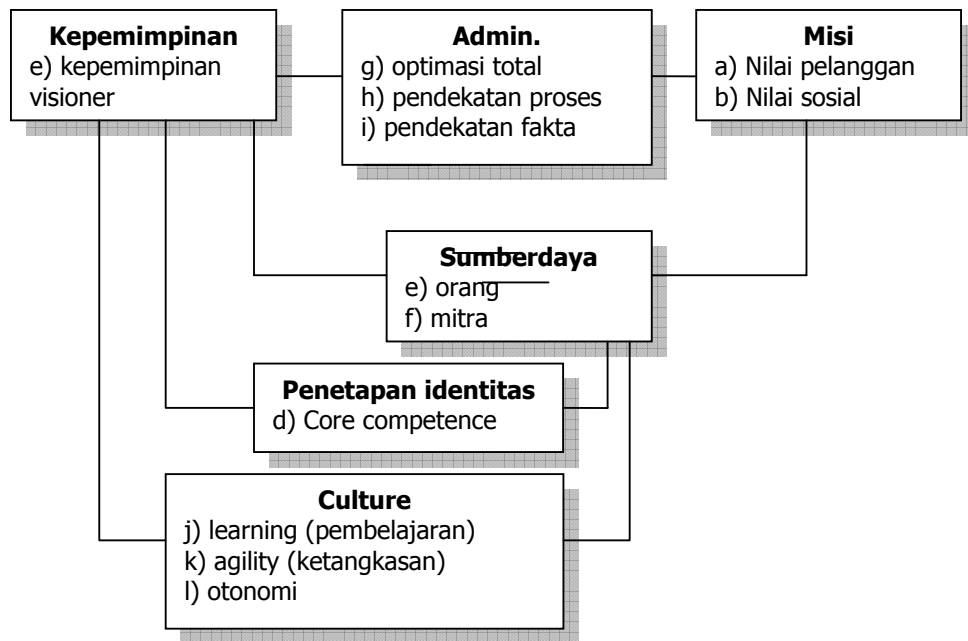 Kepemimpinan
e) kepemimpinan
visioner
Admin.
g) optimasi total
h) pendekatan proses
i) pendekatan fakta
Misi
a) Nilai pelanggan
b) Nilai sosial
Sumberdaya
e) orang
f) mitra
Penetapan identitas
d) Core competence
Culture
j) learning (pembelajaran)
k) agility (ketangkasan)
l) otonomi